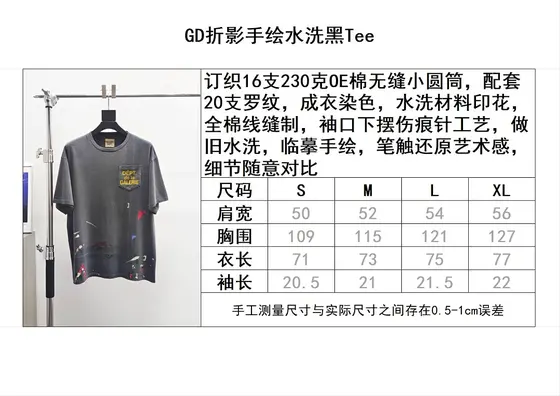 GD折影手绘水洗黑Tee
订织16支230克OE棉无缝小圆筒，配套
20支罗纹，成衣染色，水洗材料印花，
全棉线缝制，袖口下摆伤痕针工艺，做
旧水洗，临摹手绘，笔触还原艺术感，
细节随意对比
DEPT
GALERIE
尺码 S M L XL
肩宽 50 52 54 56
胸围 109 115 121 127
衣长 71 73 75 77
袖长 20.5 21 21.5 22
手工测量尺寸与实际尺寸之间存在0.5-1cm误差